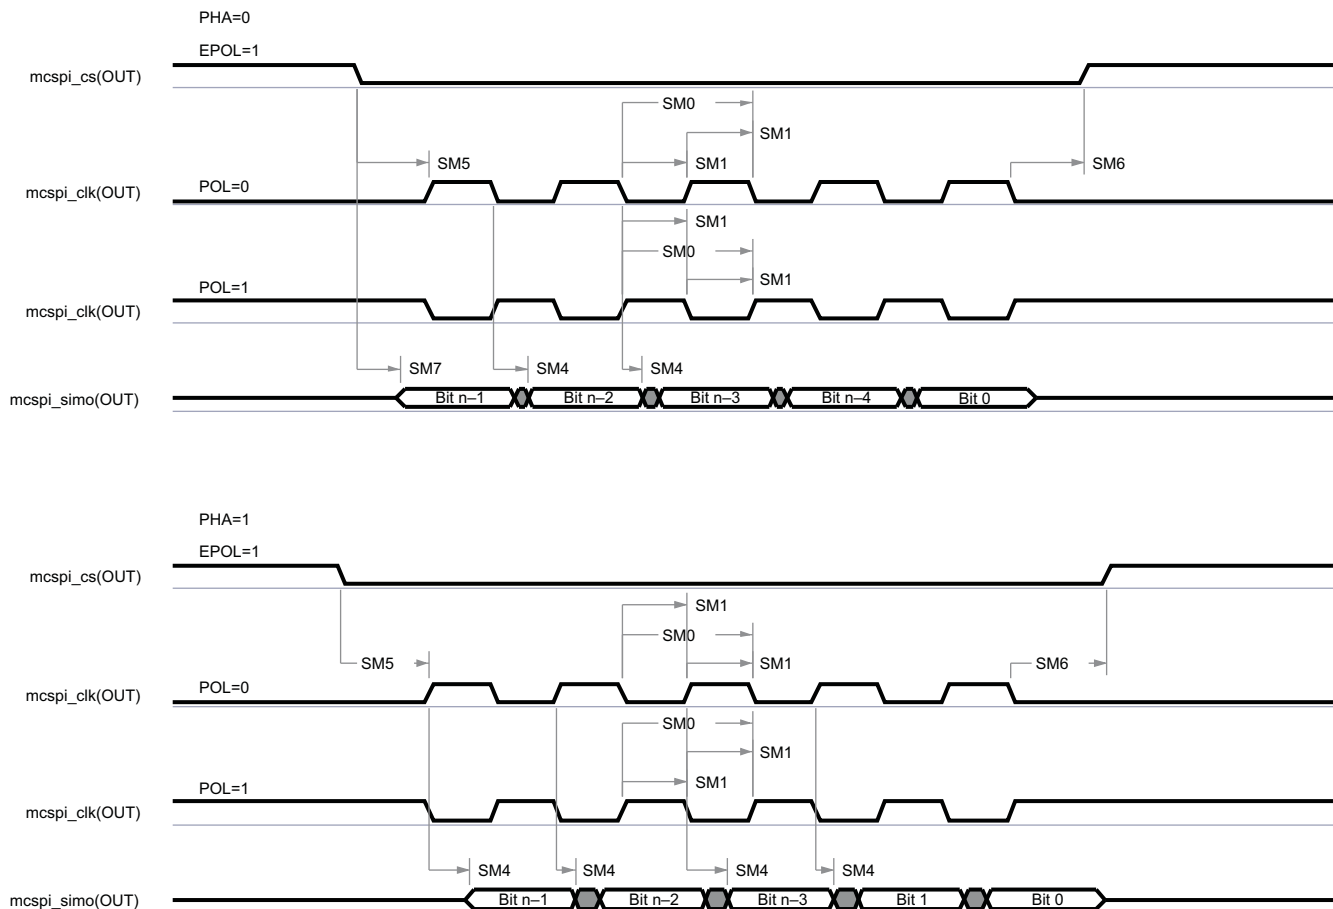 PHA=0
EPOL=1
mcspi_cs(OUT)
SM0
SM1
SM5 SM1 SM6
mcspi_clk(OUT) POL=0
SM1
SM0
SM1
POL=1
mcspi_clk(OUT)
SM7 SM4 SM4
mcspi_simo(OUT) Bit n–1 Bit n–2 Bit n–3 Bit n–4 Bit 0
PHA=1
EPOL=1
mcspi_cs(OUT)
SM1
SM0
SM5 SM1 SM6
mcspi_clk(OUT) POL=0
SM0
SM1
SM1
POL=1
mcspi_clk(OUT)
SM4 SM4 SM4 SM4
mcspi_simo(OUT) Bit n–1 Bit n–2 Bit n–3 Bit 1 Bit 0